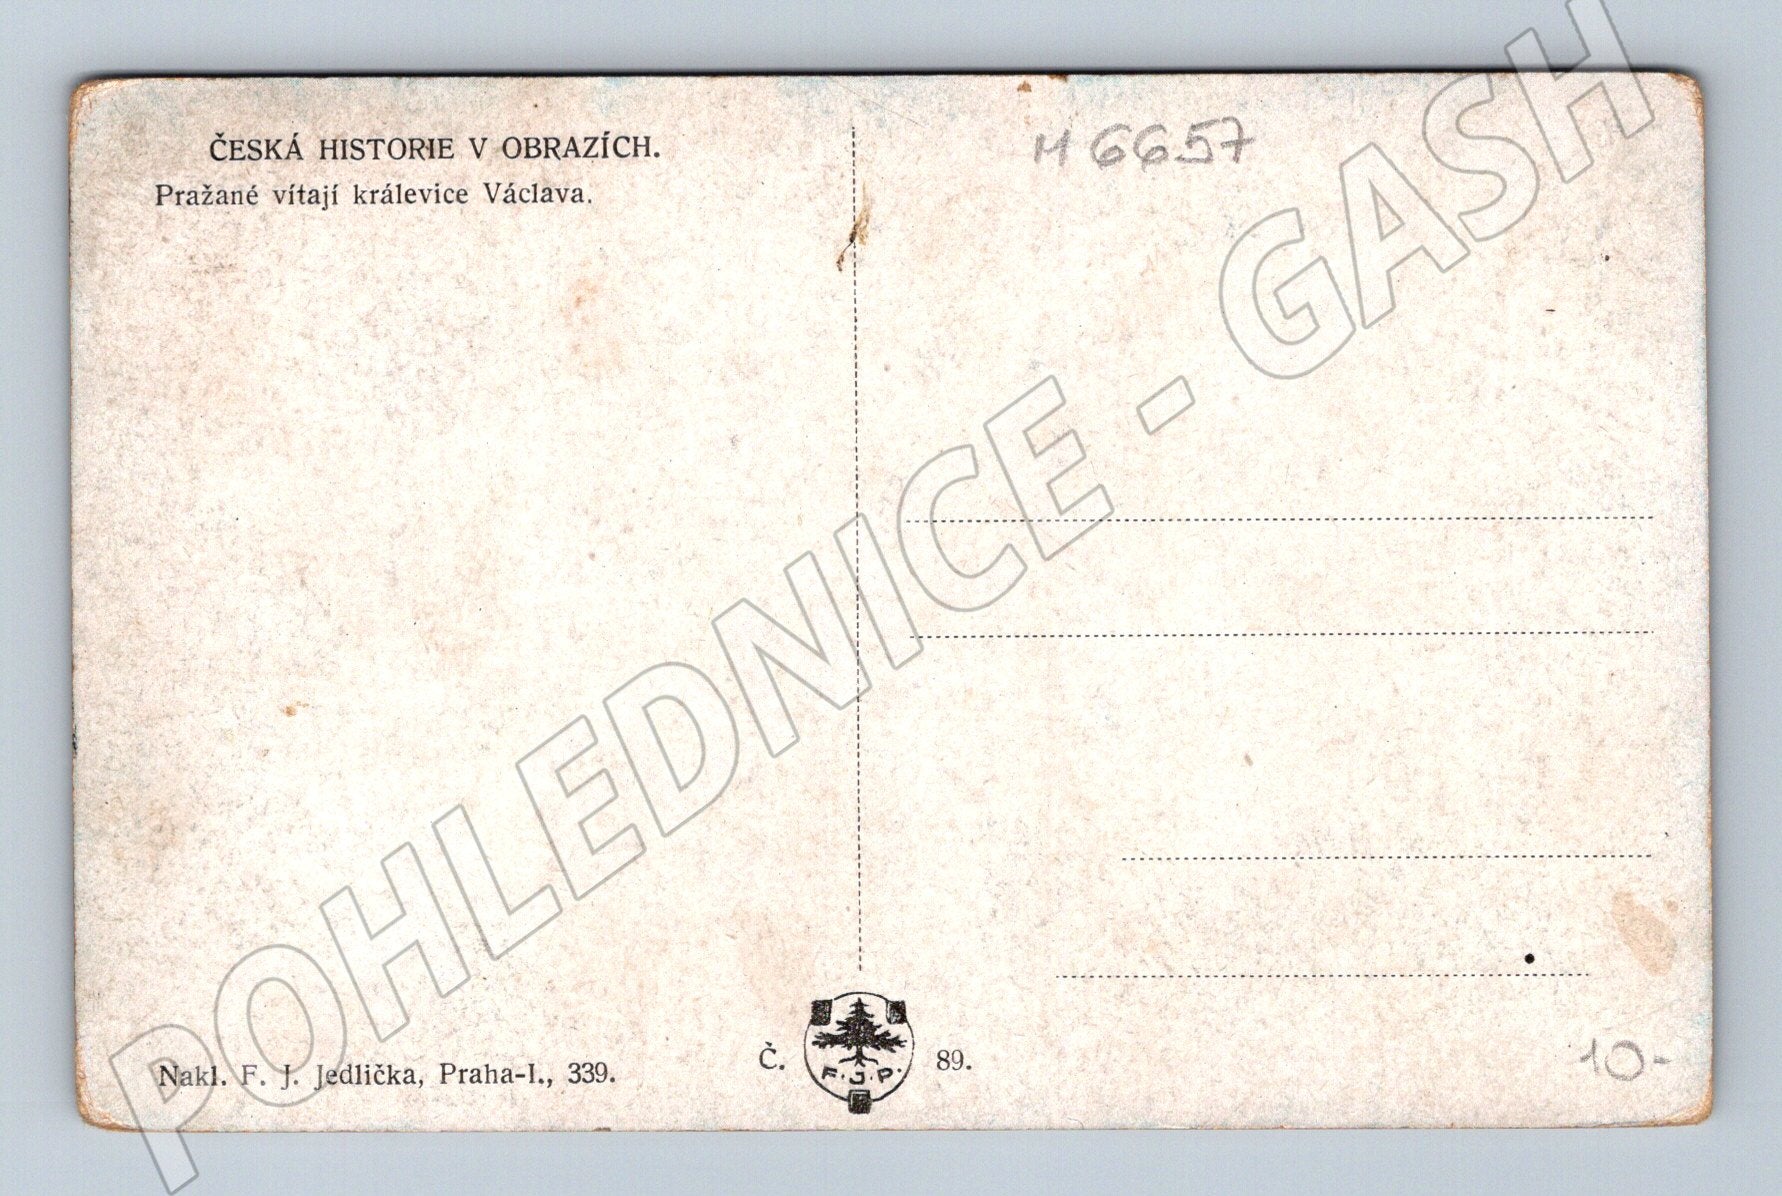 ČESKÁ HISTORIE V OBRAZÍCH.
Pražané vítají králevice Václava.
M 6657
POHLEDNICE - GASH
Nakl. F. J. Jedlička, Praha-I., 339.
Č. 89.
F. J. P.
10-